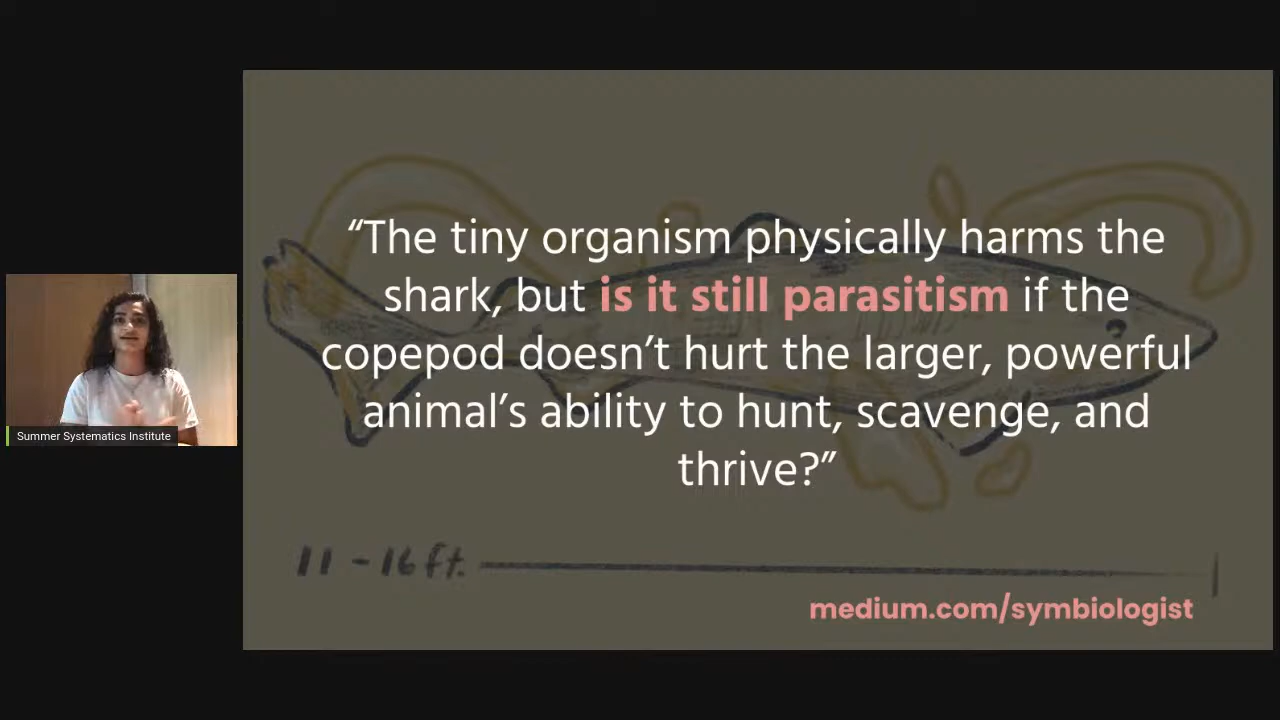 “The tiny organism physically harms the
shark, but is it still parasitism if the
copepod doesn’t hurt the larger, powerful
animal’s ability to hunt, scavenge, and
thrive?”
Summer Systematics Institute
11 - 16 ft.
medium.com/symbiologist